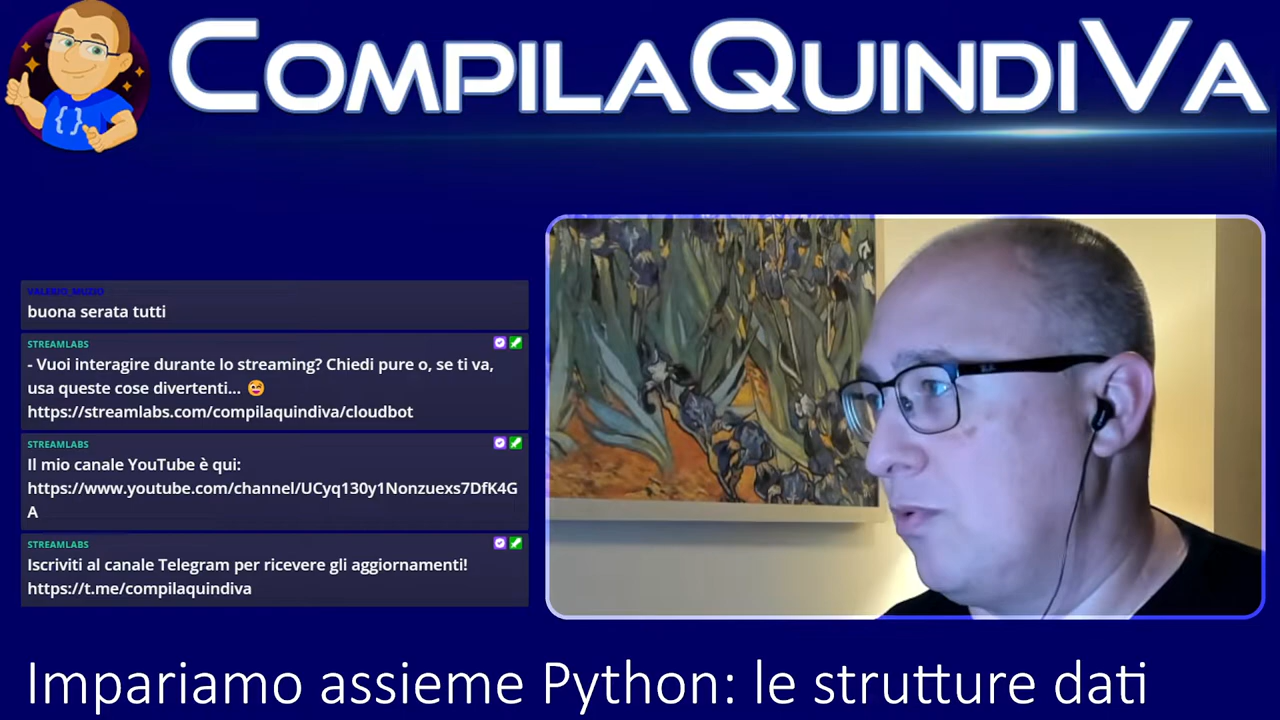 COMPILAQUINDIVA
{ }
VALERIO_MUZIO
buona serata tutti
STREAMLABS
- Vuoi interagire durante lo streaming? Chiedi pure o, se ti va,
usa queste cose divertenti... 😄
https://streamlabs.com/compilaquindiva/cloudbot
STREAMLABS
Il mio canale YouTube è qui:
https://www.youtube.com/channel/UCyq130y1Nonzuexs7DfK4G
A
STREAMLABS
Iscriviti al canale Telegram per ricevere gli aggiornamenti!
https://t.me/compilaquindiva
Impariamo assieme Python: le strutture dati